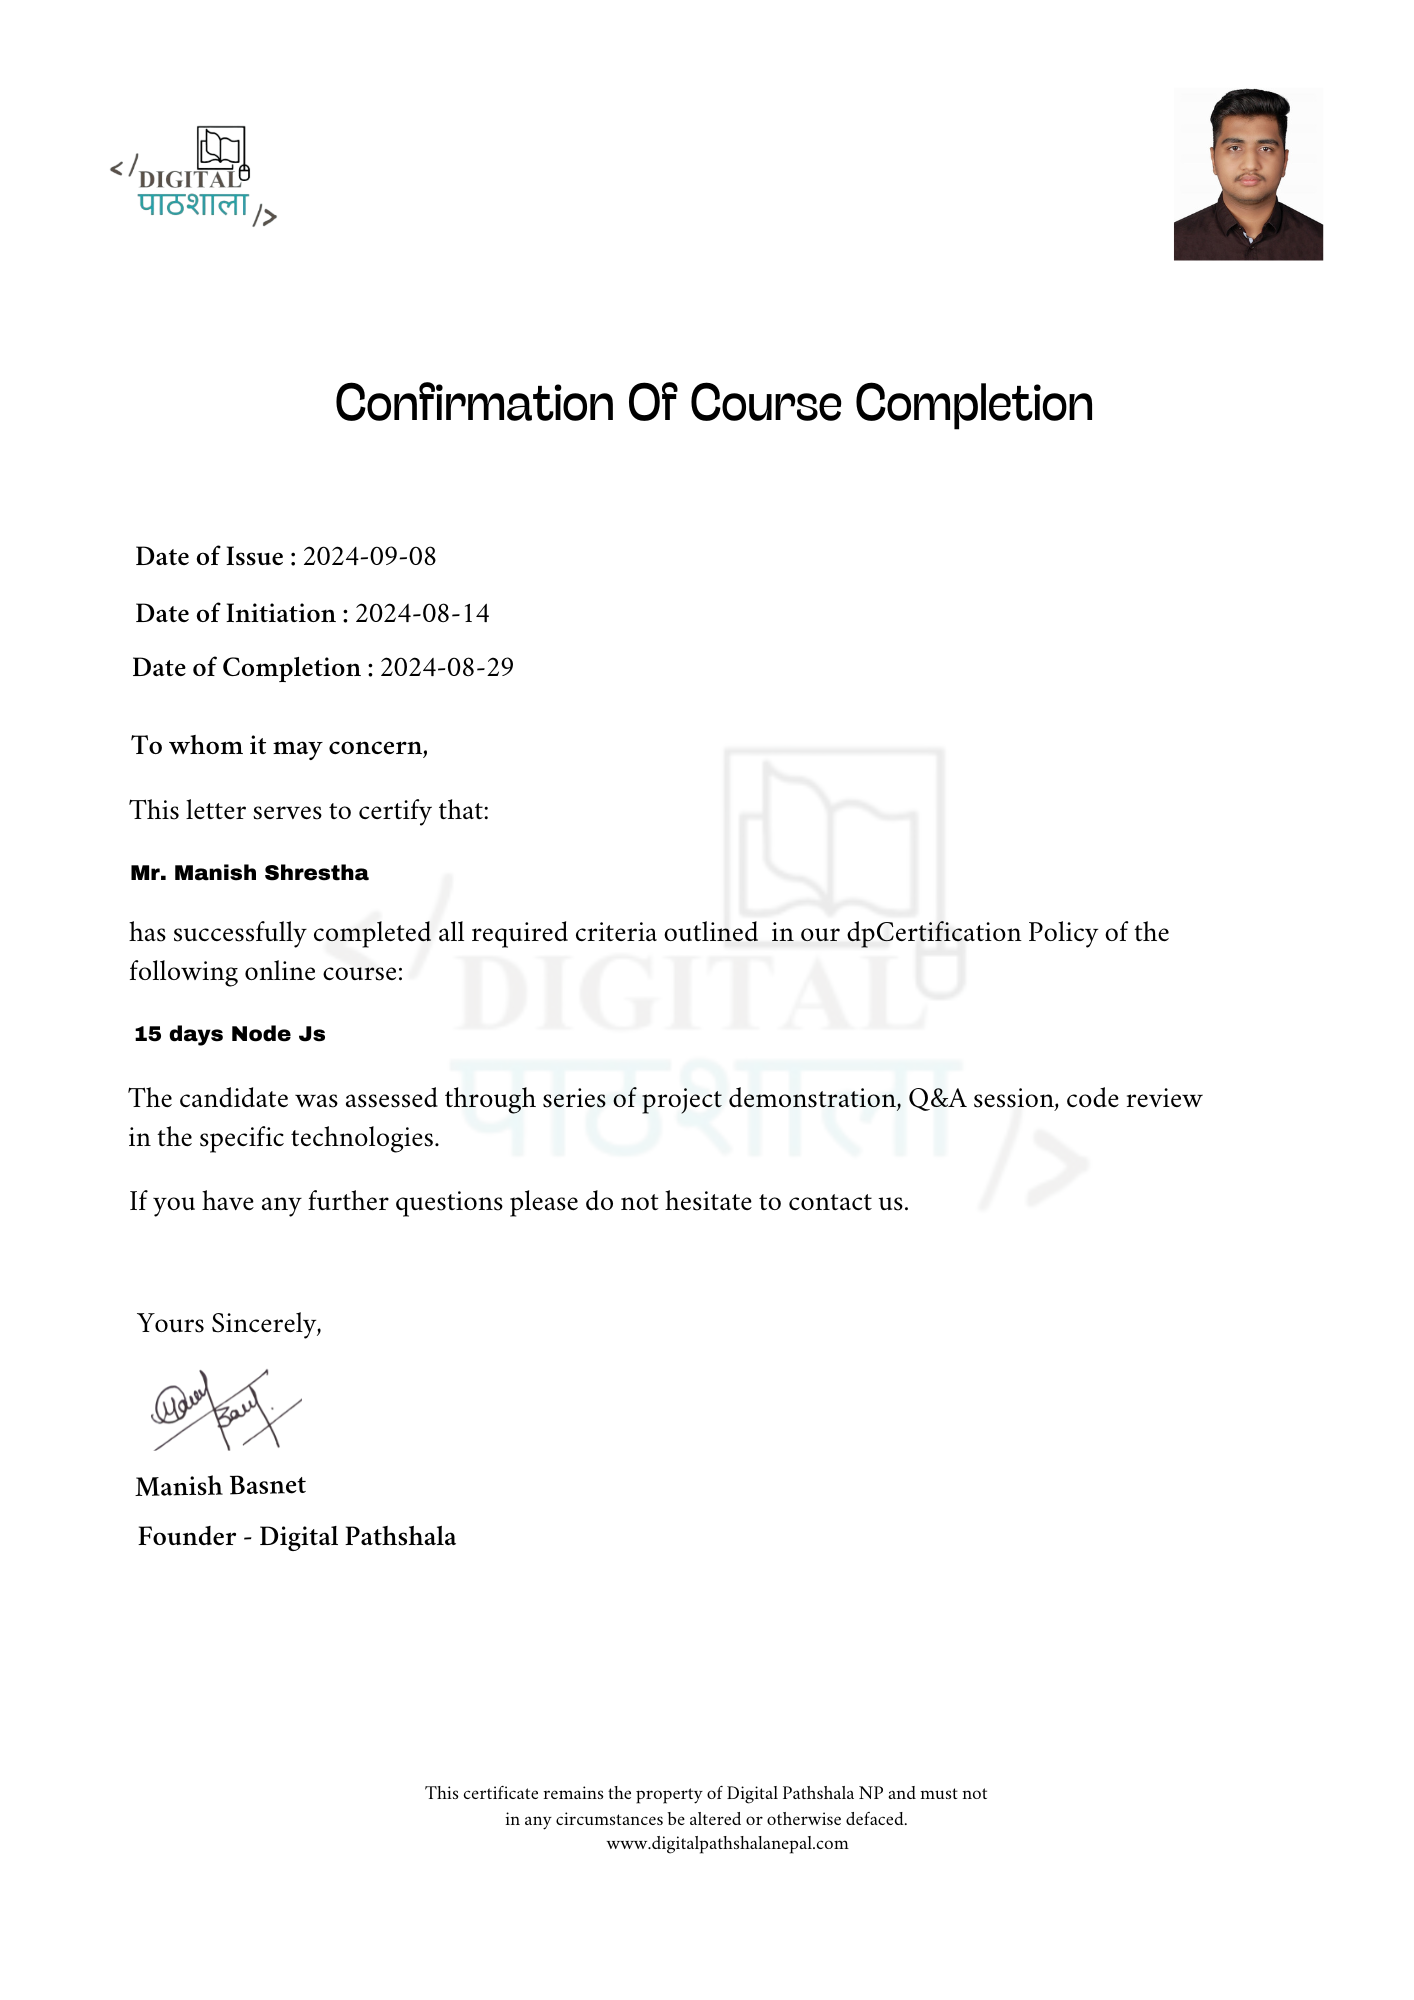 </
DIGITAL
पाठशाला
/>
Confirmation Of Course Completion
Date of Issue : 2024-09-08
Date of Initiation : 2024-08-14
Date of Completion : 2024-08-29
To whom it may concern,
This letter serves to certify that:
Mr. Manish Shrestha
has successfully completed all required criteria outlined  in our dpCertification Policy of the
following online course:
15 days Node Js
The candidate was assessed through series of project demonstration, Q&A session, code review
in the specific technologies.
If you have any further questions please do not hesitate to contact us.
</
DIGITAL
पाठशाला
/>
Yours Sincerely,
Manish Basnet
Founder - Digital Pathshala
This certificate remains the property of Digital Pathshala NP and must not
in any circumstances be altered or otherwise defaced.
www.digitalpathshalanepal.com